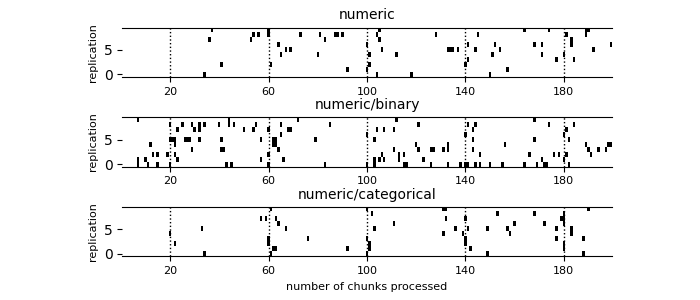 numeric
replication
5
0
20 60 100 140 180
numeric/binary
replication
5
0
20 60 100 140 180
numeric/categorical
replication
5
0
20 60 100 140 180
number of chunks processed